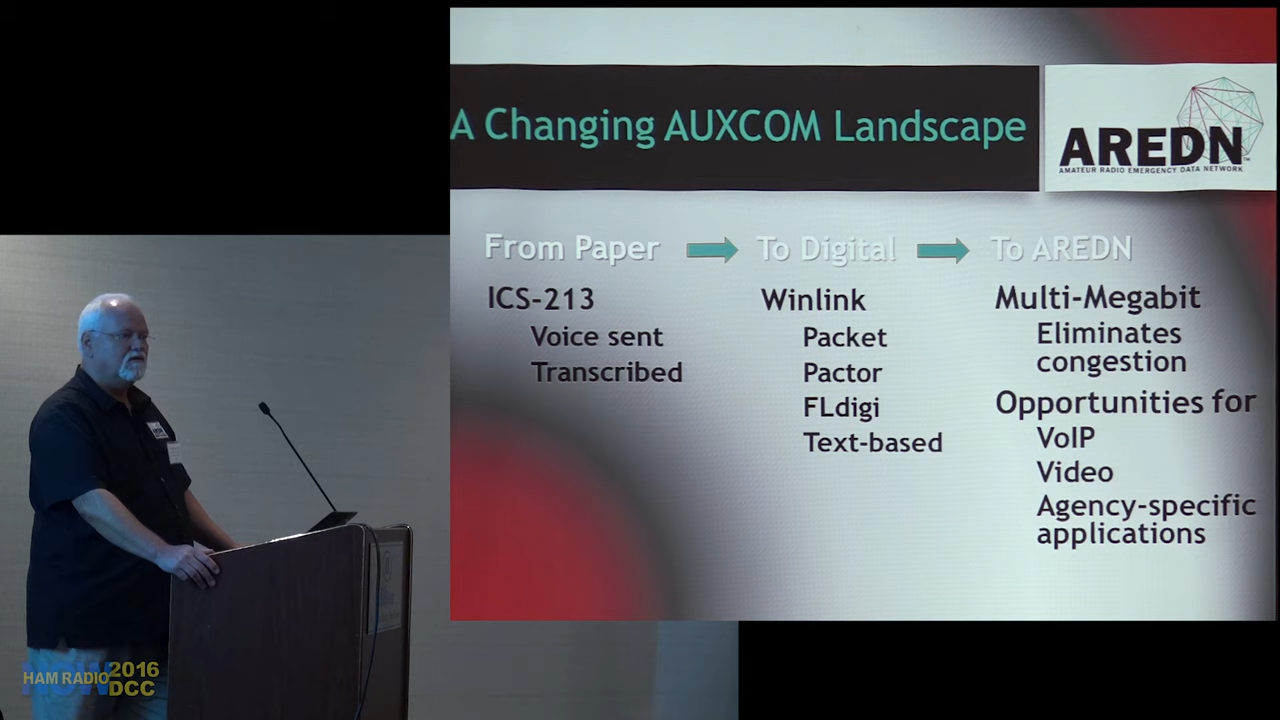 A Changing AUXCOM Landscape
AREDN
AMATEUR RADIO EMERGENCY DATA NETWORK
From Paper
ICS-213
Voice sent
Transcribed
To Digital
Winlink
Packet
Pactor
FLdigi
Text-based
To AREDN
Multi-Megabit
Eliminates
congestion
Opportunities for
VoIP
Video
Agency-specific
applications
HAM RADIO
NOW
2016
DCC